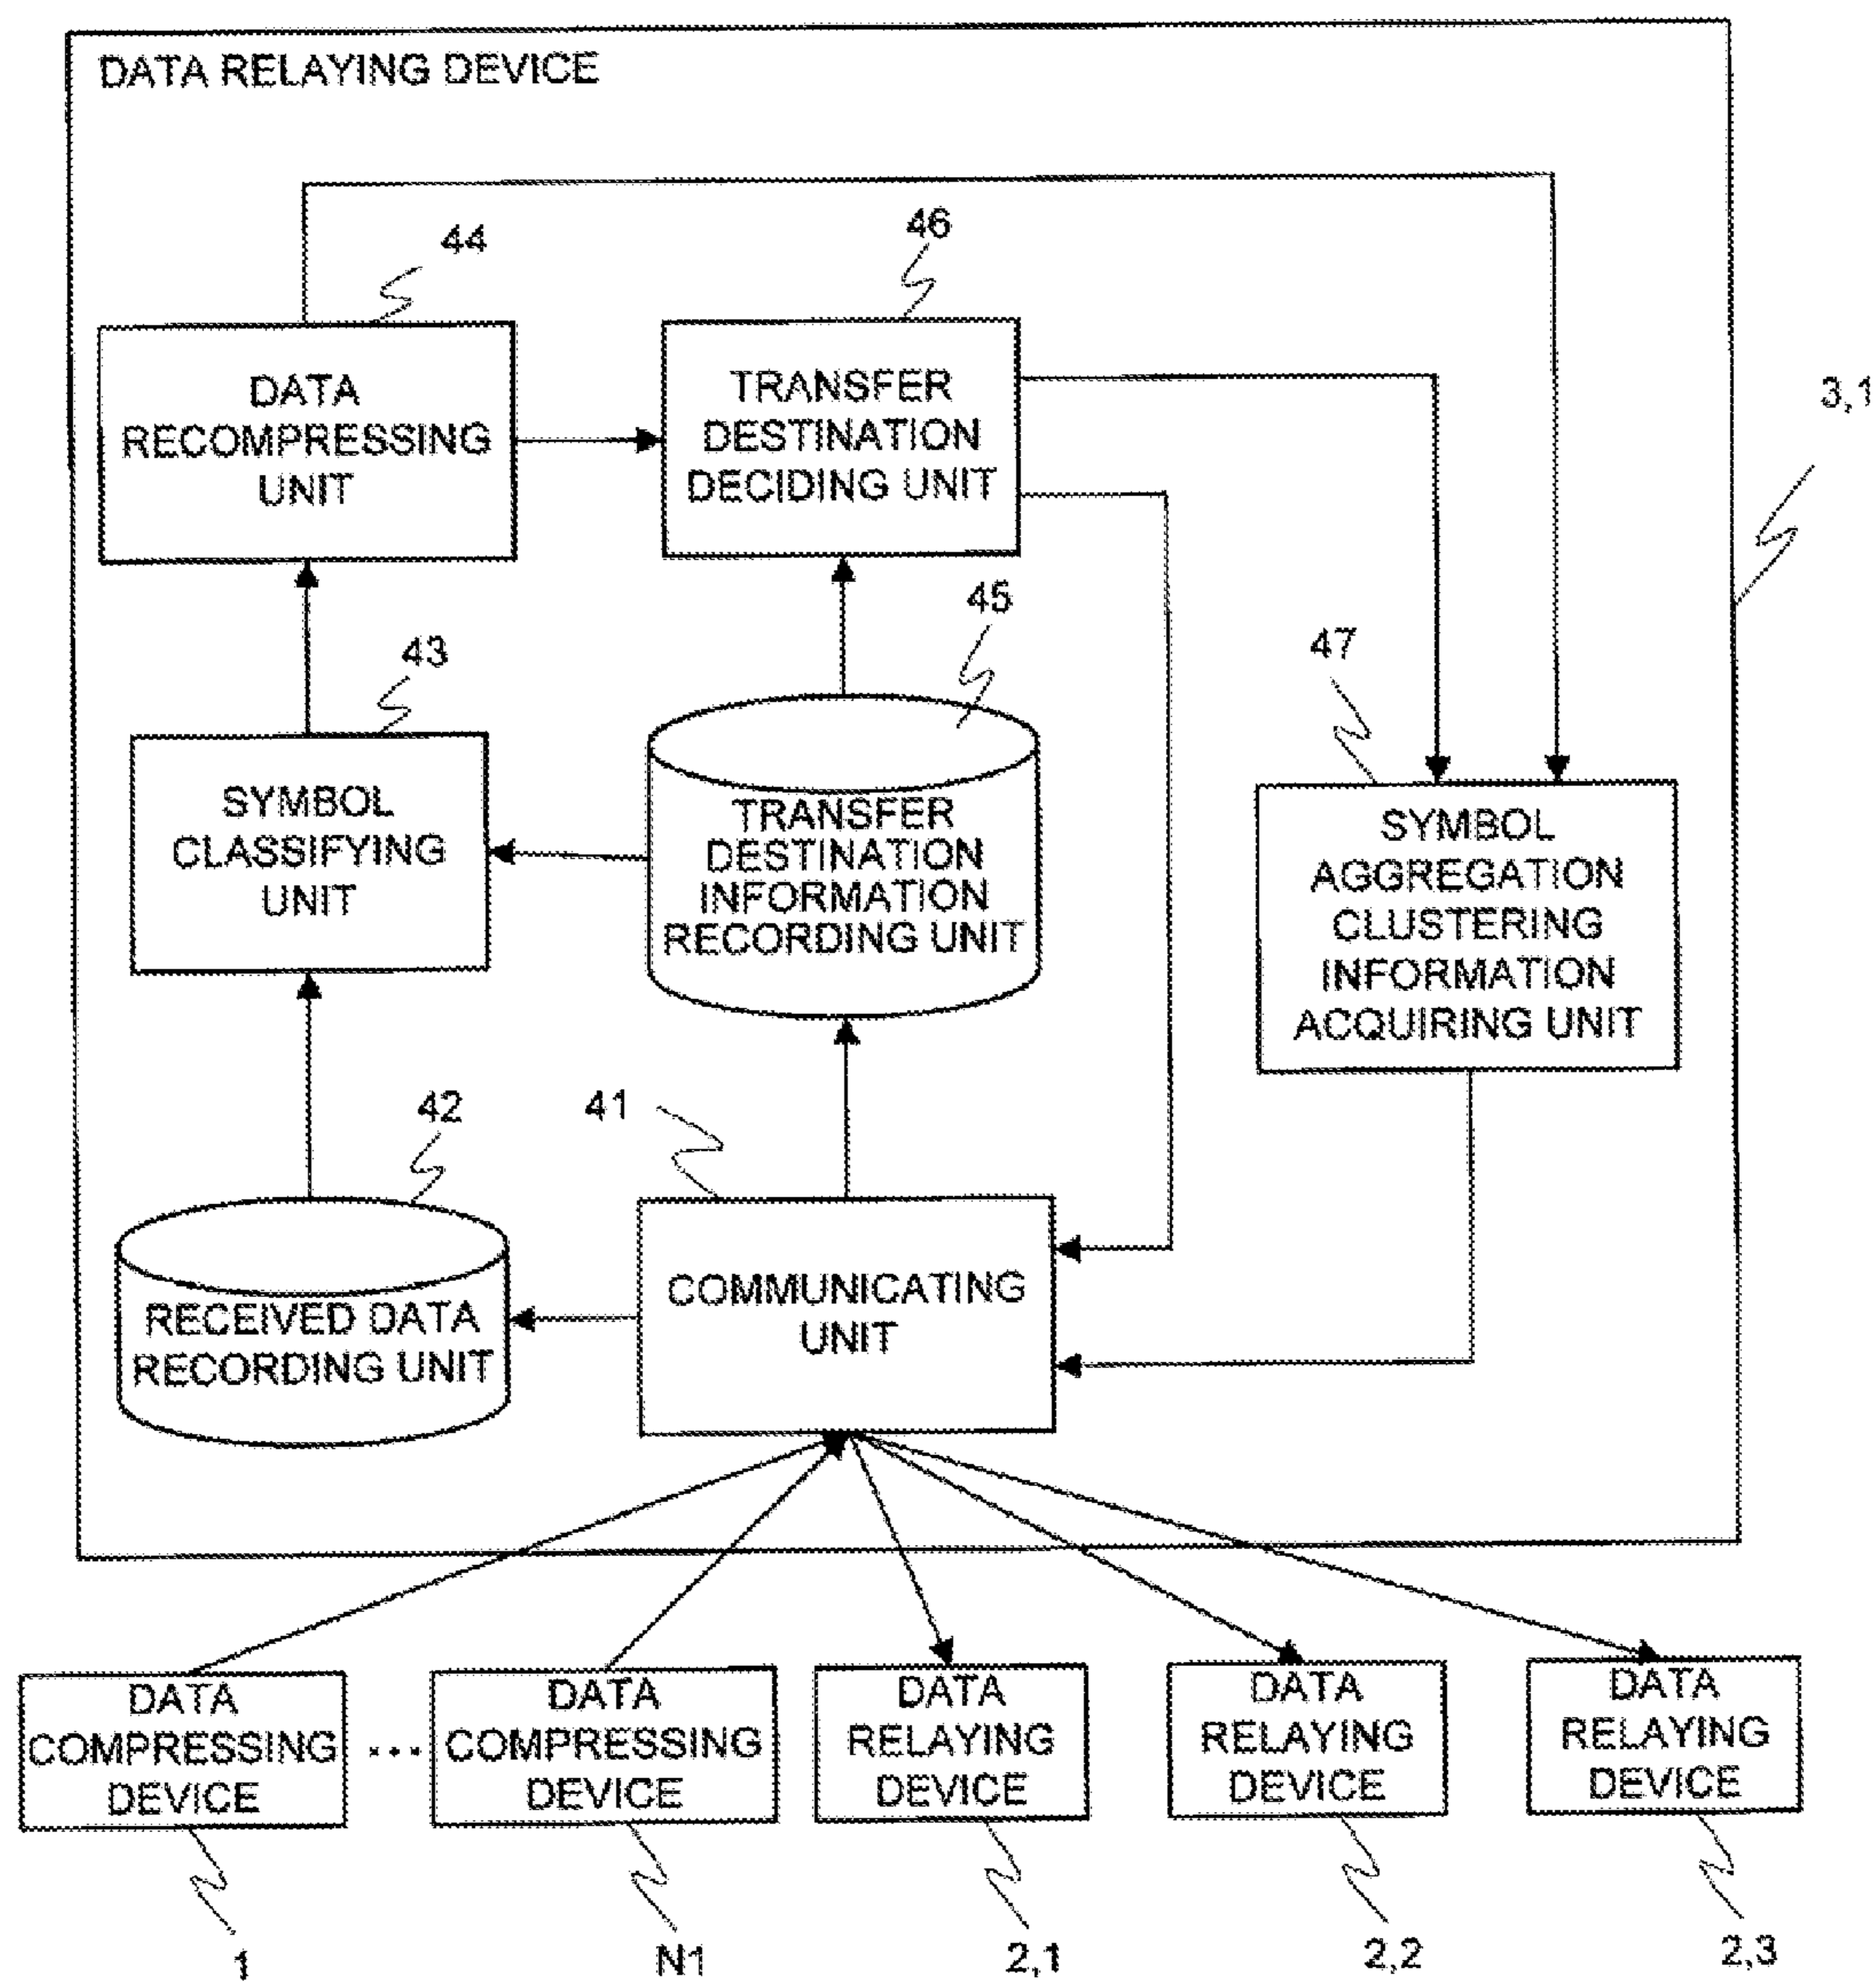 DATA RELAYING DEVICE
44
46
DATA
RECOMPRESSING
UNIT
TRANSFER
DESTINATION
DECIDING UNIT
3,1
43
45
47
SYMBOL
CLASSIFYING
UNIT
TRANSFER
DESTINATION
INFORMATION
RECORDING UNIT
SYMBOL
AGGREGATION
CLUSTERING
INFORMATION
ACQUIRING UNIT
42
41
RECEIVED DATA
RECORDING UNIT
COMMUNICATING
UNIT
DATA
COMPRESSING
DEVICE
...
DATA
COMPRESSING
DEVICE
DATA
RELAYING
DEVICE
DATA
RELAYING
DEVICE
DATA
RELAYING
DEVICE
1
N1
2,1
2,2
2,3